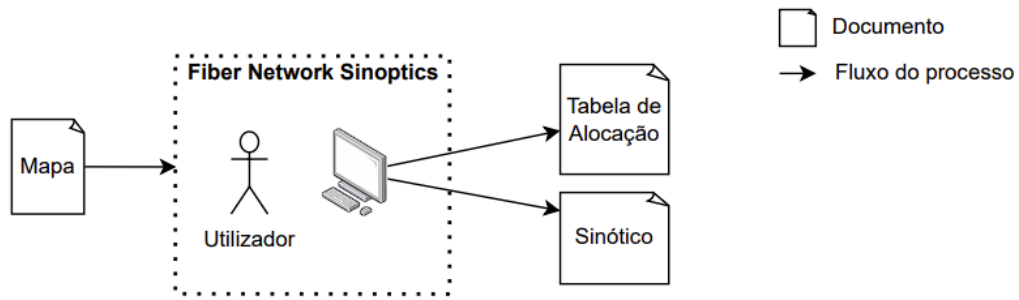 Documento
Fluxo do processo
Fiber Network Sinoptics
Mapa
Utilizador
Tabela de
Alocação
Sinótico